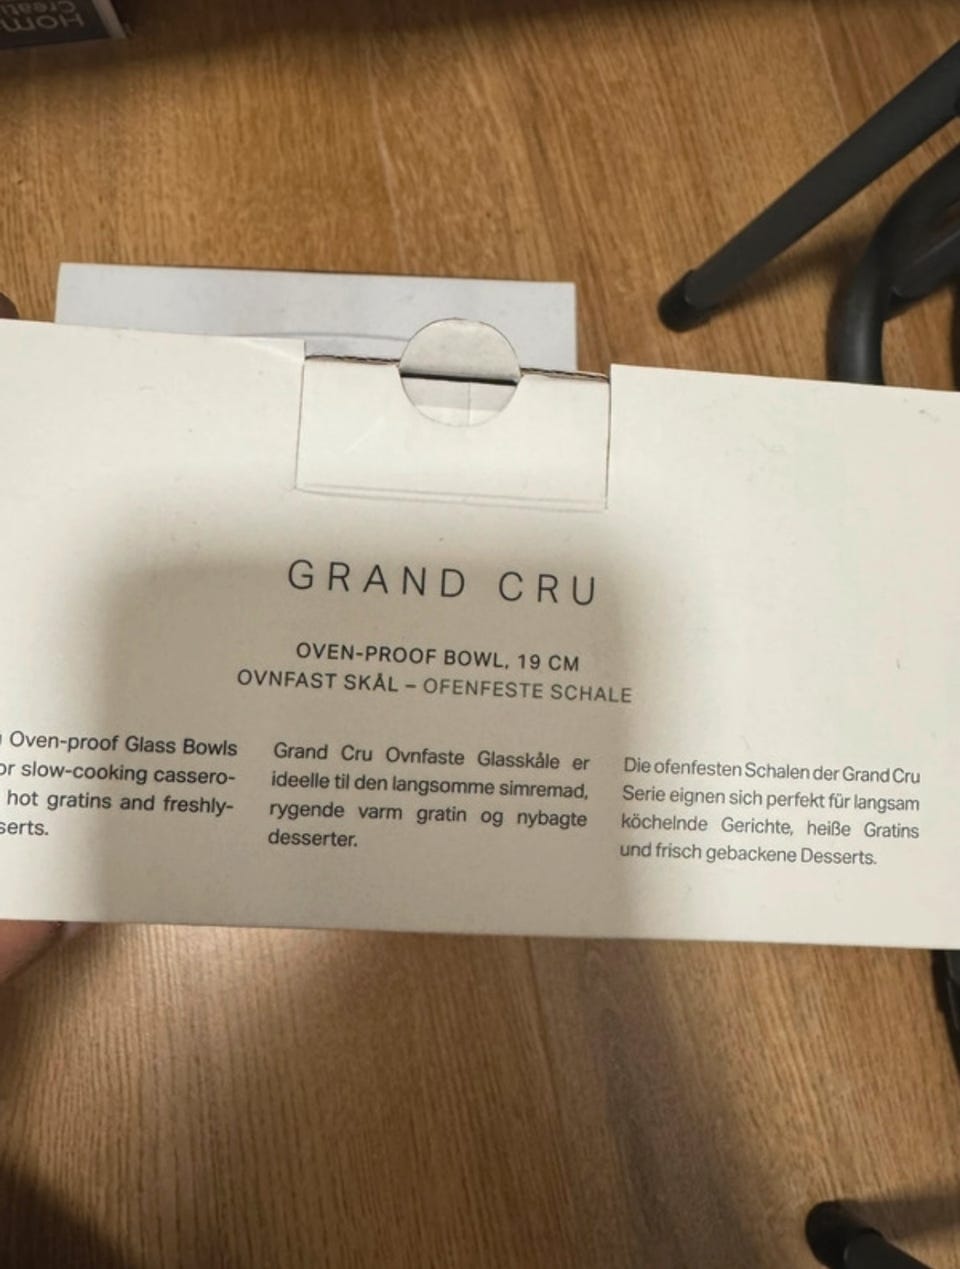 Home
Creati
GRAND CRU
OVEN-PROOF BOWL, 19 CM
OVNFAST SKÅL – OFENFESTE SCHALE
Oven-proof Glass Bowls
or slow-cooking cassero-
hot gratins and freshly-
serts.
Grand Cru Ovnfaste Glasskåle er
ideelle til den langsomme simremad,
rygende varm gratin og nybagte
desserter.
Die ofenfesten Schalen der Grand Cru
Serie eignen sich perfekt für langsam
köchelnde Gerichte, heiße Gratins
und frisch gebackene Desserts.